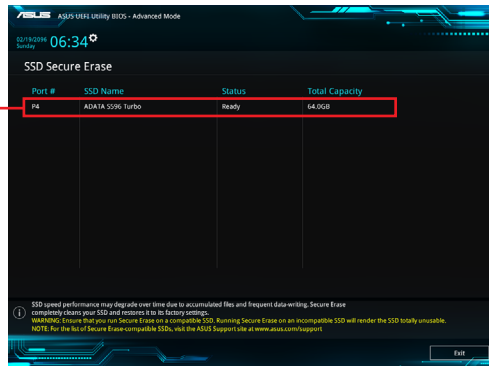 ASUS ASUS UEFI Utility BIOS - Advanced Mode
02/19/2096
Sunday
06:34
SSD Secure Erase
Port # SSD Name Status Total Capacity
P4 ADATA S596 Turbo Ready 64.0GB
SSD speed performance may degrade over time due to accumulated files and frequent data-writing. Secure Erase
completely cleans your SSD and restores it to its factory settings.
WARNING: Ensure that you run Secure Erase on a compatible SSD. Running Secure Erase on an incompatible SSD will render the SSD totally unusable.
NOTE: For the list of Secure Erase-compatible SSDs, visit the ASUS Support site at www.asus.com/support
Exit